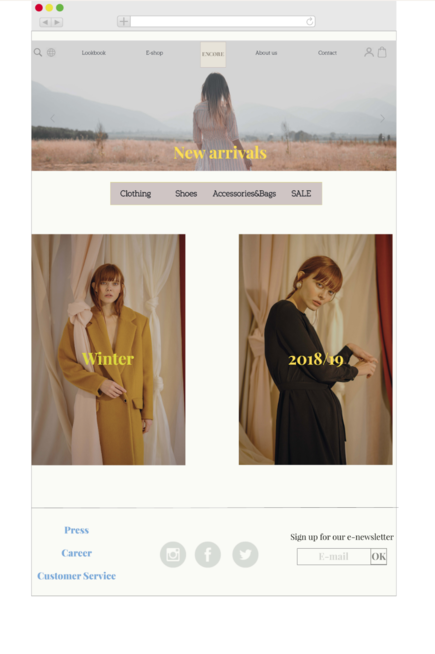 Lookbook E-shop ENCORE About us Contact
New arrivals
Clothing Shoes Accessories&Bags SALE
Winter
2018/19
Press
Career
Customer Service
Sign up for our e-newsletter
E-mail OK